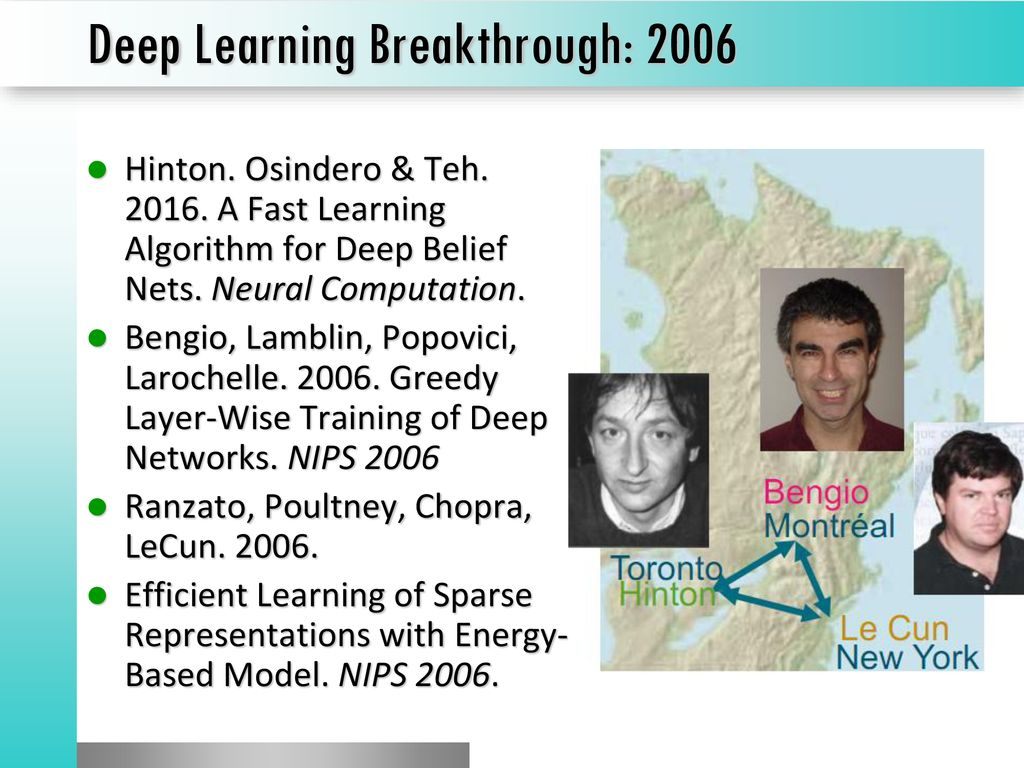 Deep Learning Breakthrough: 2006
Hinton. Osindero & Teh.
2016. A Fast Learning
Algorithm for Deep Belief
Nets. Neural Computation.
Bengio, Lamblin, Popovici,
Larochelle. 2006. Greedy
Layer-Wise Training of Deep
Networks. NIPS 2006
Ranzato, Poultney, Chopra,
LeCun. 2006.
Efficient Learning of Sparse
Representations with Energy-
Based Model. NIPS 2006.
Bengio
Montréal
Toronto
Hinton
Le Cun
New York